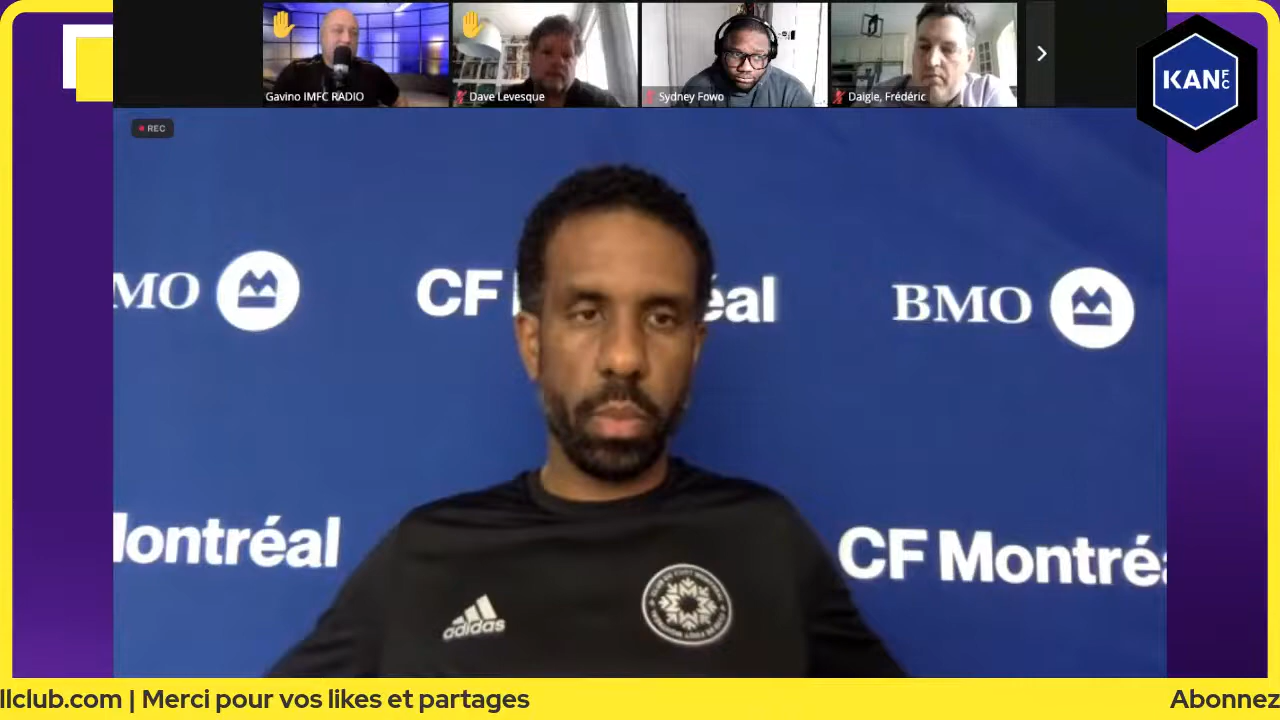 Gavino IMFC RADIO
Dave Levesque
Sydney Fowo
Daigle, Frédéric
KAN FC
REC
MO
CF
éal
BMO
adidas
ontréal
CF Montré
llclub.com | Merci pour vos likes et partages
Abonnez